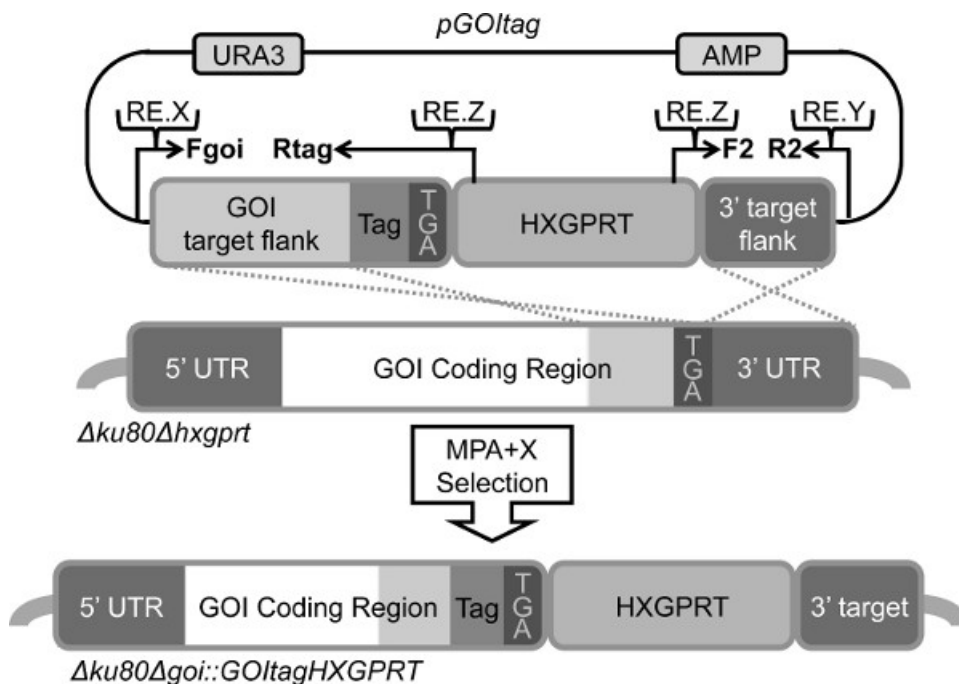 pGOItag
URA3
AMP
RE.X
RE.Z
RE.Z
RE.Y
Fgoi
Rtag
F2
R2
GOI
target flank
Tag
TGA
HXGPRT
3' target
flank
5' UTR
GOI Coding Region
TGA
3' UTR
Δku80Δhxgprt
MPA+X
Selection
5' UTR
GOI Coding Region
Tag
TGA
HXGPRT
3' target
Δku80Δgoi::GOItagHXGPRT